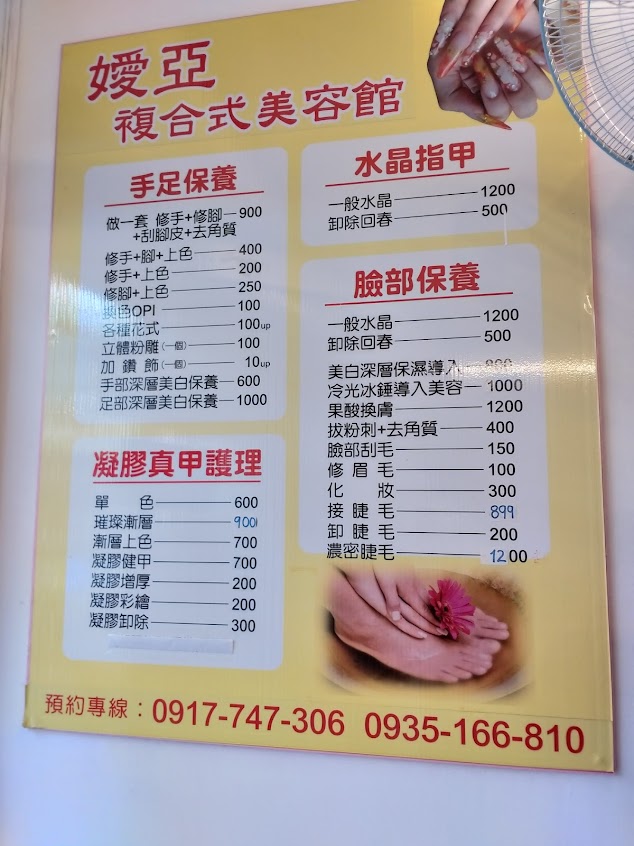 嬡亞
複合式美容館
手足保養
做一套 修手+修腳 900
+刮腳皮+去角質
修手+腳+上色 400
修手+上色 200
修腳+上色 250
換色OPI 100
各種花式 100up
立體粉雕(一個) 100
加鑽飾(一個) 10up
手部深層美白保養 600
足部深層美白保養 1000
凝膠真甲護理
單色 600
璀璨漸層 900
漸層上色 700
凝膠健甲 700
凝膠增厚 200
凝膠彩繪 200
凝膠卸除 300
水晶指甲
一般水晶 1200
卸除回春 500
臉部保養
一般水晶 1200
卸除回春 500
美白深層保濕導入
冷光冰錘導入美容 1000
果酸換膚 1200
拔粉刺+去角質 400
臉部刮毛 150
修眉毛 100
化妝 300
接睫毛 899
卸睫毛 200
濃密睫毛 1200
預約專線：0917-747-306 0935-166-810